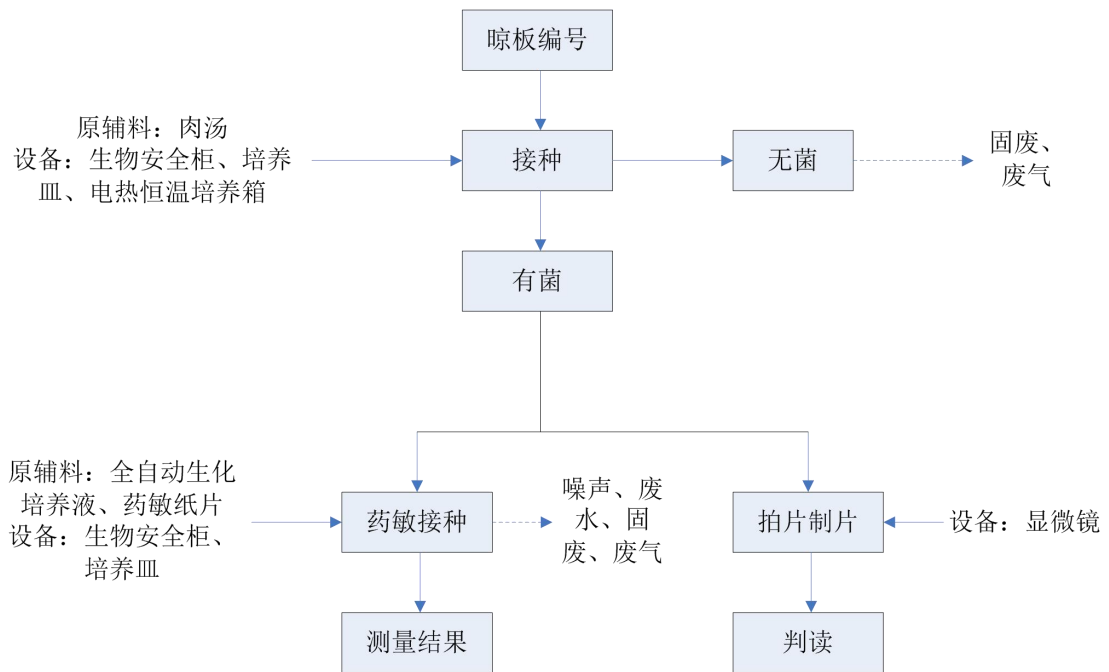 晾板编号
原辅料：肉汤
设备：生物安全柜、培养
皿、电热恒温培养箱
接种
无菌
固废、
废气
有菌
原辅料：全自动生化
培养液、药敏纸片
设备：生物安全柜、
培养皿
药敏接种
噪声、废
水、固
废、废气
拍片制片
设备：显微镜
测量结果
判读